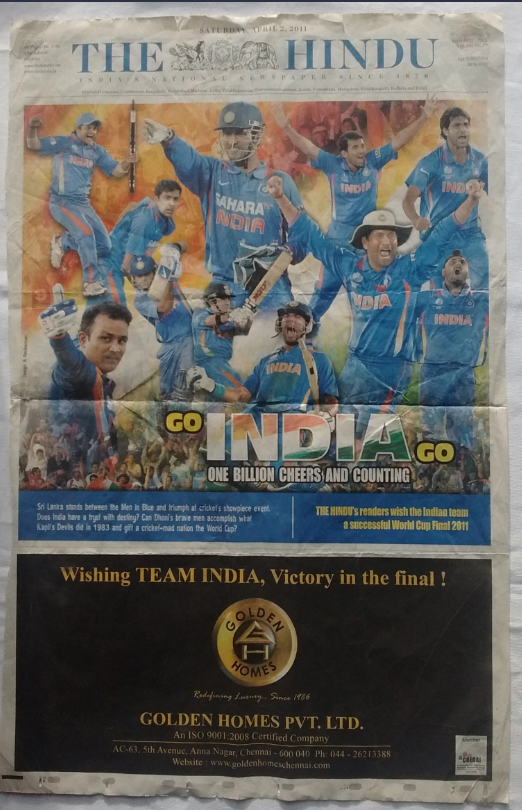 SATURDAY, APRIL 2, 2011
THE HINDU
INDIA'S NATIONAL NEWSPAPER SINCE 1878
INDIA
SAHARA
INDIA
INDIA
INDIA
INDIA
INDIA
INDIA
GO INDIA GO
ONE BILLION CHEERS AND COUNTING
Sri Lanka stands between the Men in Blue and triumph at cricket's showpiece event.
Does India have a tryst with destiny? Can Dhoni's brave men accomplish what
Kapil's Devils did in 1983 and gift a cricket-mad nation the World Cup?
THE HINDU's readers wish the Indian team
a successful World Cup Final 2011
Wishing TEAM INDIA, Victory in the final !
GOLDEN
HOMES
Redefining Luxury... Since 1986
GOLDEN HOMES PVT. LTD.
An ISO 9001:2008 Certified Company
AC-63, 5th Avenue, Anna Nagar, Chennai - 600 040 Ph: 044 - 26213388
Website : www.goldenhomeschennai.com
CHENNAI